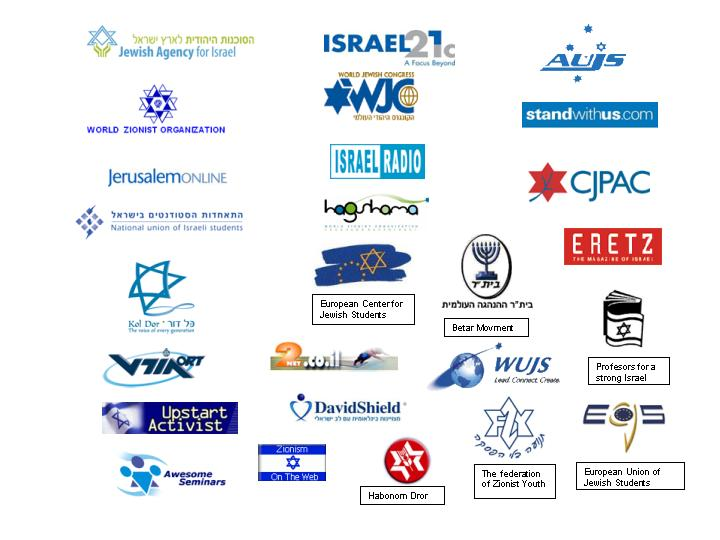 הסוכנות היהודית לארץ ישראל
Jewish Agency for Israel
ISRAEL21c
A Focus Beyond
AUJS
WORLD ZIONIST ORGANIZATION
WORLD JEWISH CONGRESS
WJC
הקונגרס היהודי העולמי
standwithus.com
JERUSALEMONLINE
ISRAEL RADIO
CJPAC
התאחדות הסטודנטים בישראל
National union of Israeli students
hagshama
ERETZ
THE MAGAZINE OF ISRAEL
European Center for
Jewish Students
בית"ר
בית"ר ההנהגה העולמית
Betar Movment
Kol Dor · כל דור
The voice of every generation
ORT
2net.co.il
WUJS
Lead. Connect. Create.
Profesors for a
strong Israel
Upstart
Activist
DavidShield
FZY
EUJS
Awesome
Seminars
Zionism
On The Web
Habonom Dror
The federation
of Zionist Youth
European Union of
Jewish Students